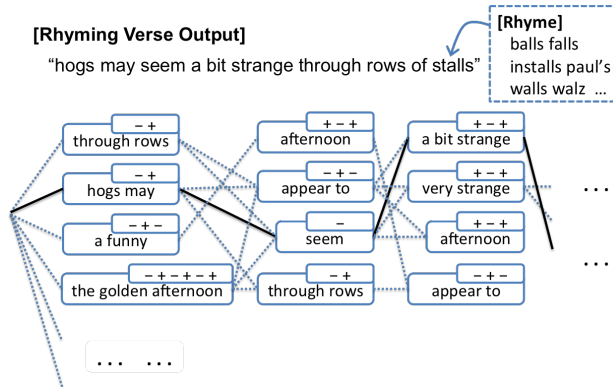 [Rhyming Verse Output]
“hogs may seem a bit strange through rows of stalls”
[Rhyme]
balls falls
installs paul's
walls walz ...
− +
through rows
− +
hogs may
− + −
a funny
− + − + − +
the golden afternoon
... ...
+ − +
afternoon
− + −
appear to
−
seem
− +
through rows
+ − +
a bit strange
+ − +
very strange
+ − +
afternoon
− + −
appear to
...
...